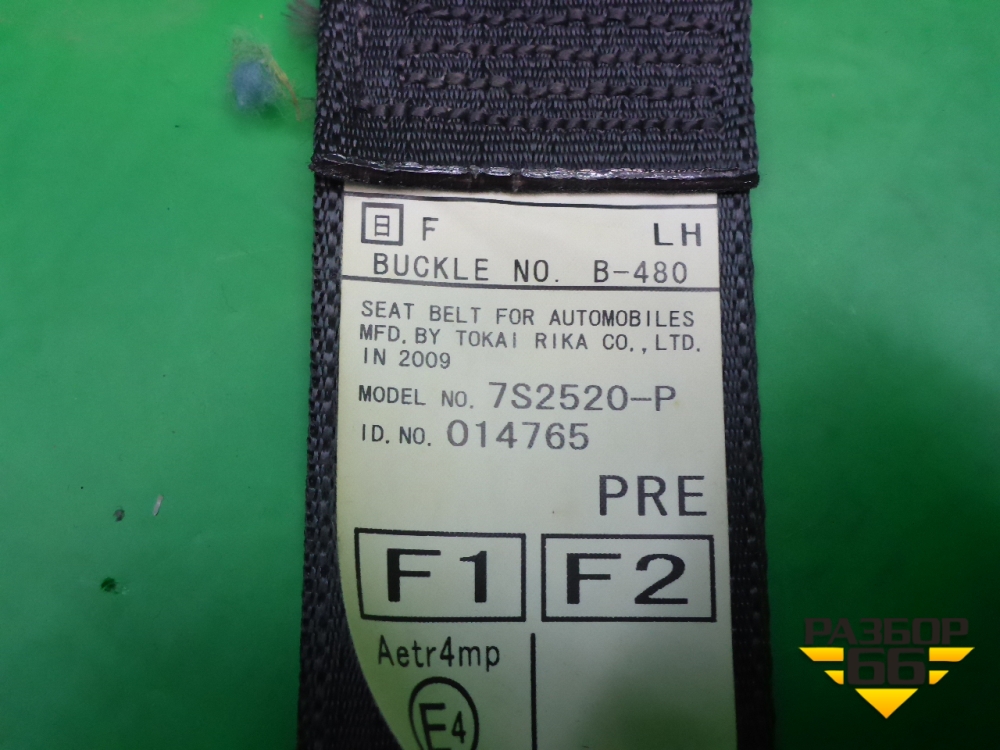 日 F LH
BUCKLE NO. B-480
SEAT BELT FOR AUTOMOBILES
MFD. BY TOKAI RIKA CO., LTD.
IN 2009
MODEL NO. 7S2520-P
ID. NO. 014765
PRE
F1 F2
Aetr4mp
E4
РАЗБОР
66